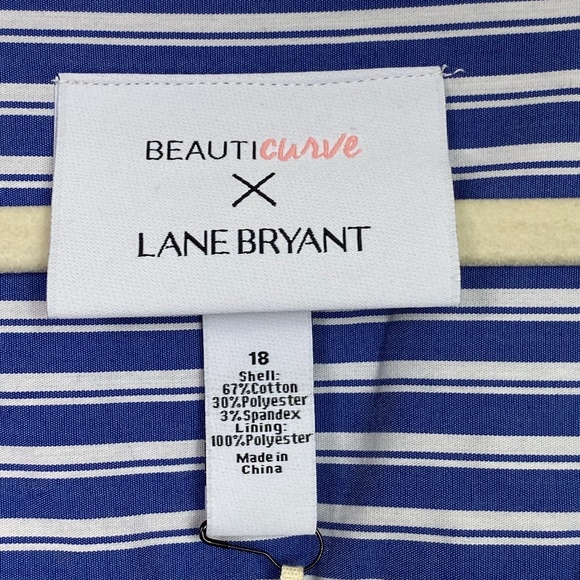 BEAUTIcurve
X
LANE BRYANT
18
Shell:
67%Cotton
30%Polyester
3%Spandex
Lining:
100%Polyester
Made in
China